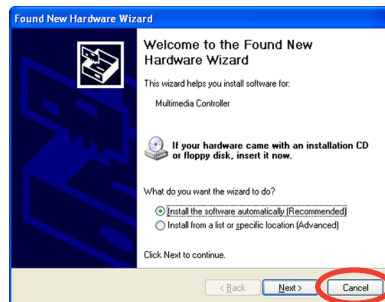 Found New Hardware Wizard
Welcome to the Found New
Hardware Wizard
This wizard helps you install software for:
Multimedia Controller
If your hardware came with an installation CD
or floppy disk, insert it now.
What do you want the wizard to do?
Install the software automatically (Recommended)
Install from a list or specific location (Advanced)
Click Next to continue.
< Back Next > Cancel